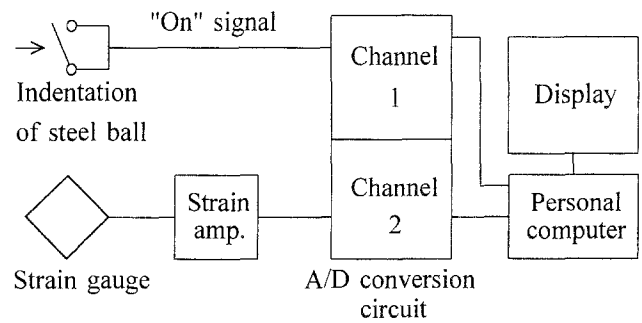 "On" signal
Indentation
of steel ball
Channel
1
Display
Channel
2
Strain
amp.
Personal
computer
Strain gauge
A/D conversion
circuit